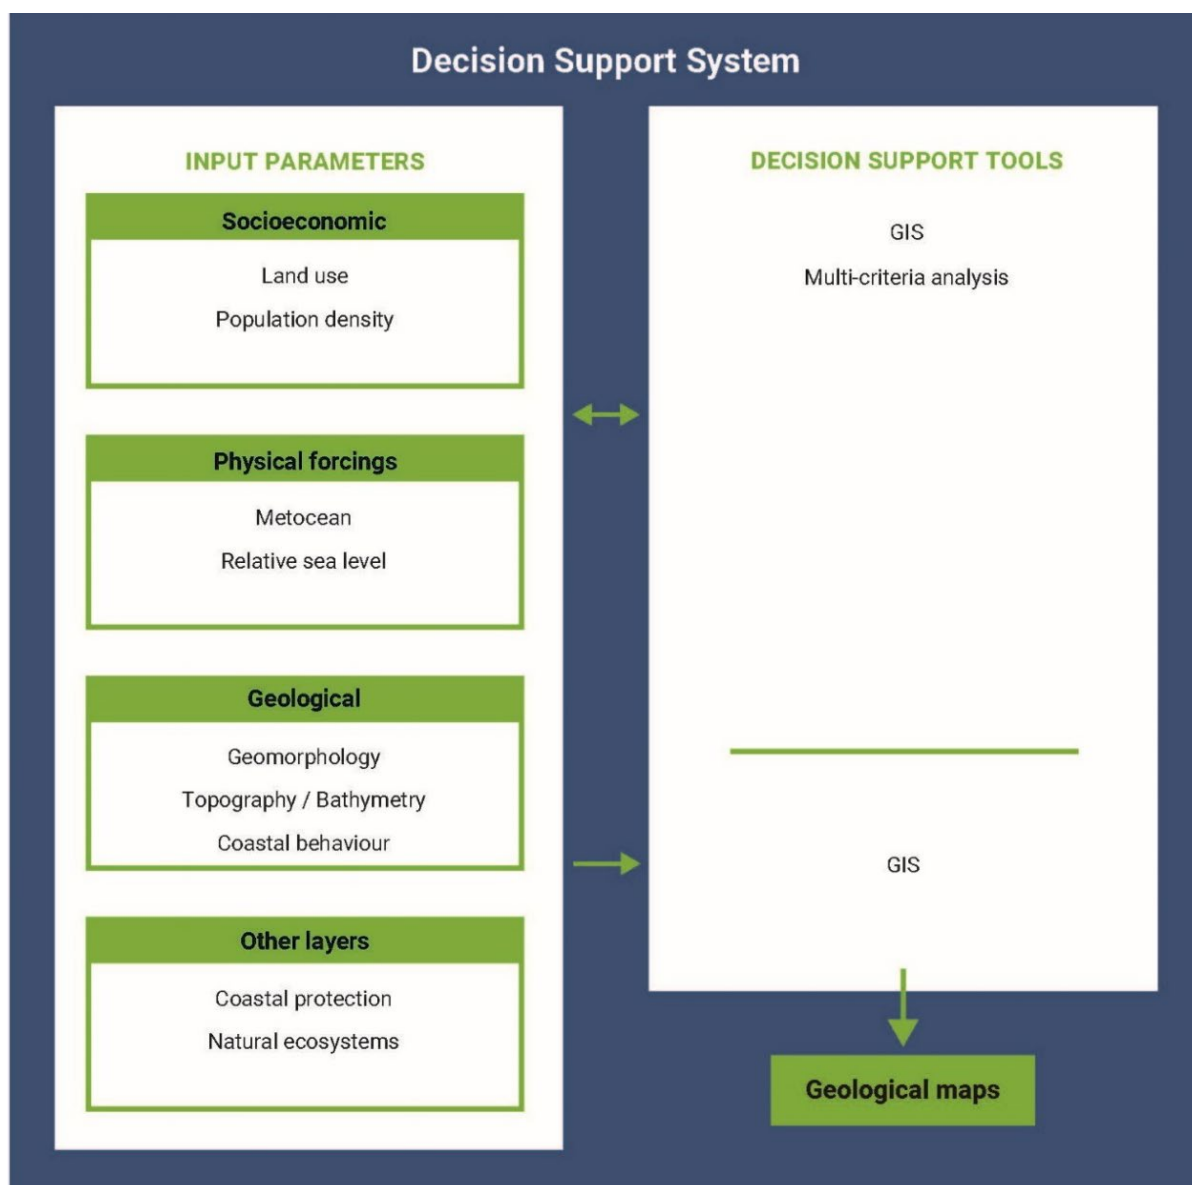 Decision Support System
INPUT PARAMETERS
Socioeconomic
Land use
Population density
Physical forcings
Metocean
Relative sea level
Geological
Geomorphology
Topography / Bathymetry
Coastal behaviour
Other layers
Coastal protection
Natural ecosystems
DECISION SUPPORT TOOLS
GIS
Multi-criteria analysis
GIS
Geological maps